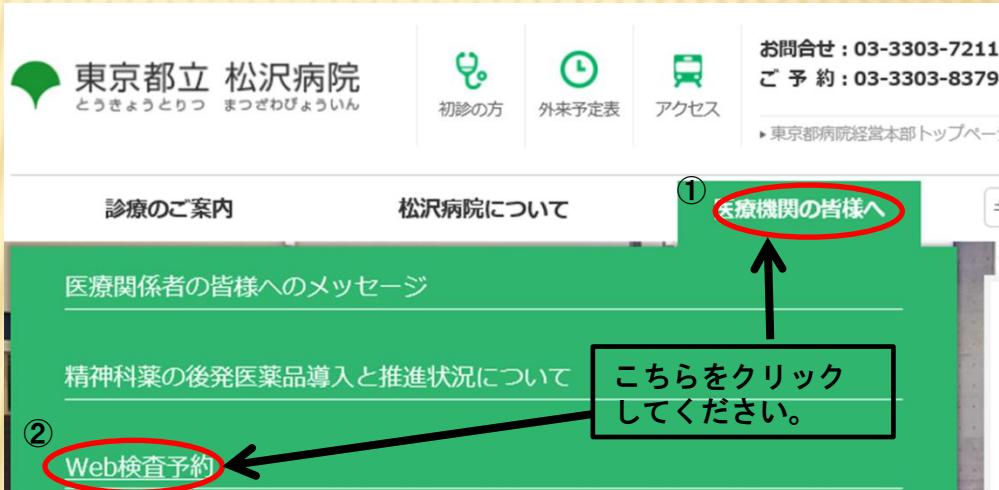 東京都立 松沢病院
とうきょうとりつ まつざわびょういん
初診の方
外来予定表
アクセス
お問合せ：03-3303-7211
ご 予 約：03-3303-8379
東京都病院経営本部トップペー
診療のご案内
松沢病院について
①
医療機関の皆様へ
医療関係者の皆様へのメッセージ
精神科薬の後発医薬品導入と推進状況について
こちらをクリック
してください。
②
Web検査予約